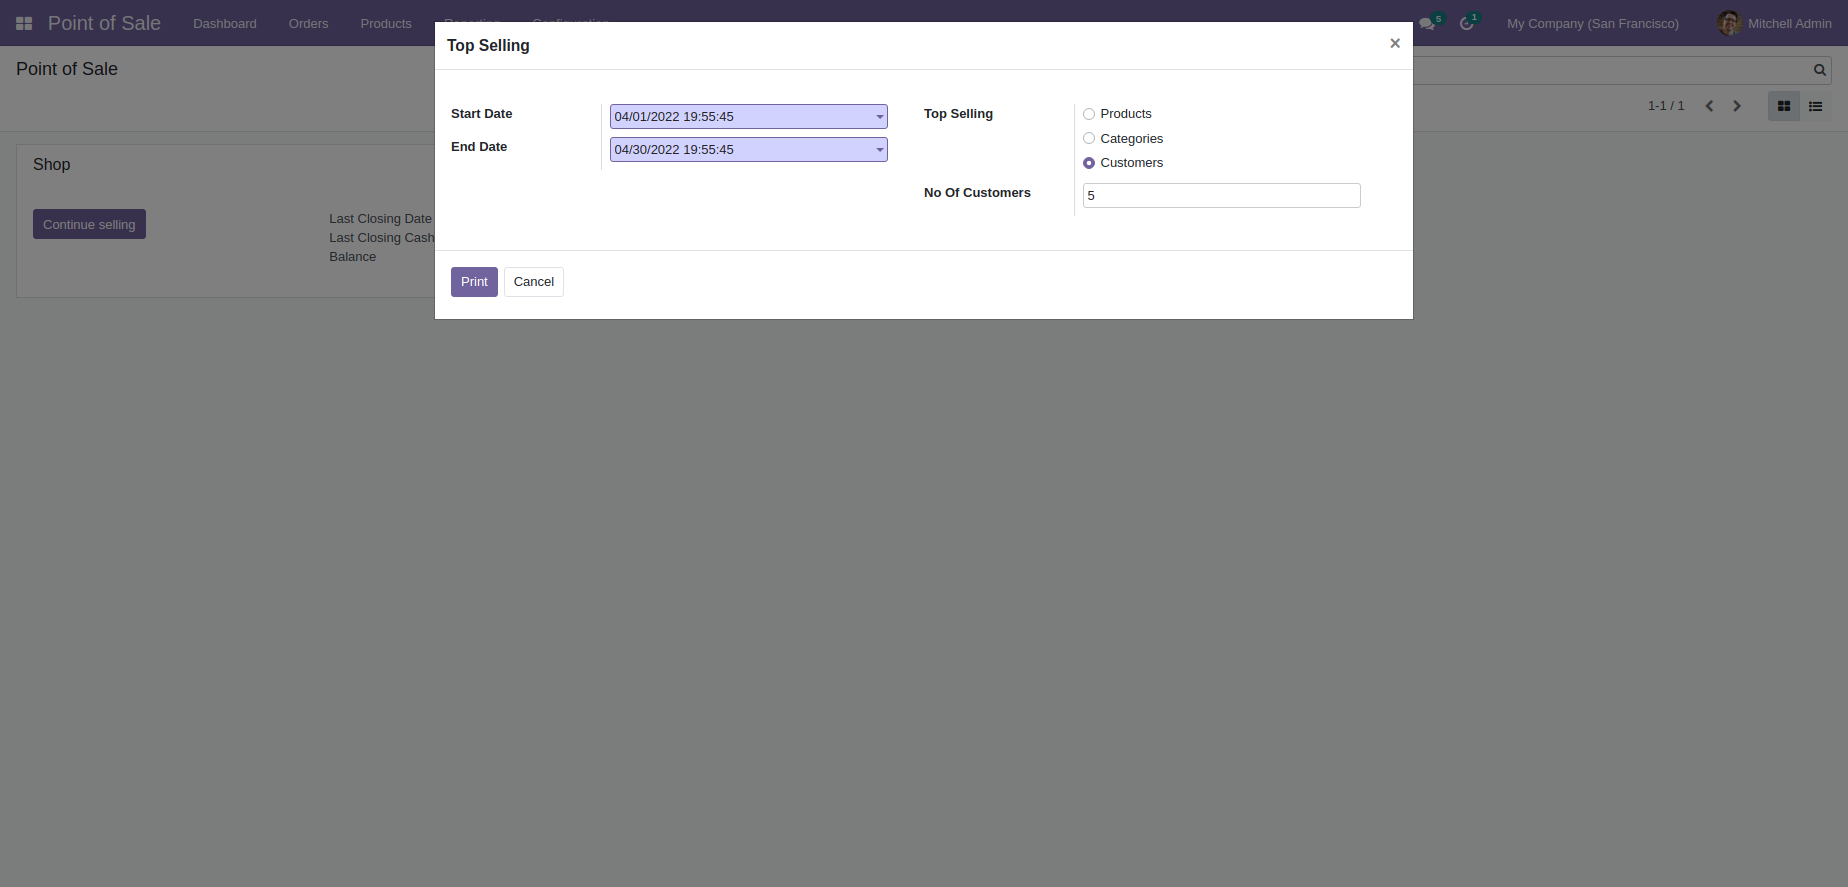 Point of Sale Dashboard Orders Products Reporting Configuration 5 1 My Company (San Francisco) Mitchell Admin
Top Selling ×
Point of Sale
1-1 / 1
Start Date 04/01/2022 19:55:45
End Date 04/30/2022 19:55:45
Top Selling
Products
Categories
Customers
No Of Customers 5
Print Cancel
Shop
Continue selling
Last Closing Date
Last Closing Cash
Balance